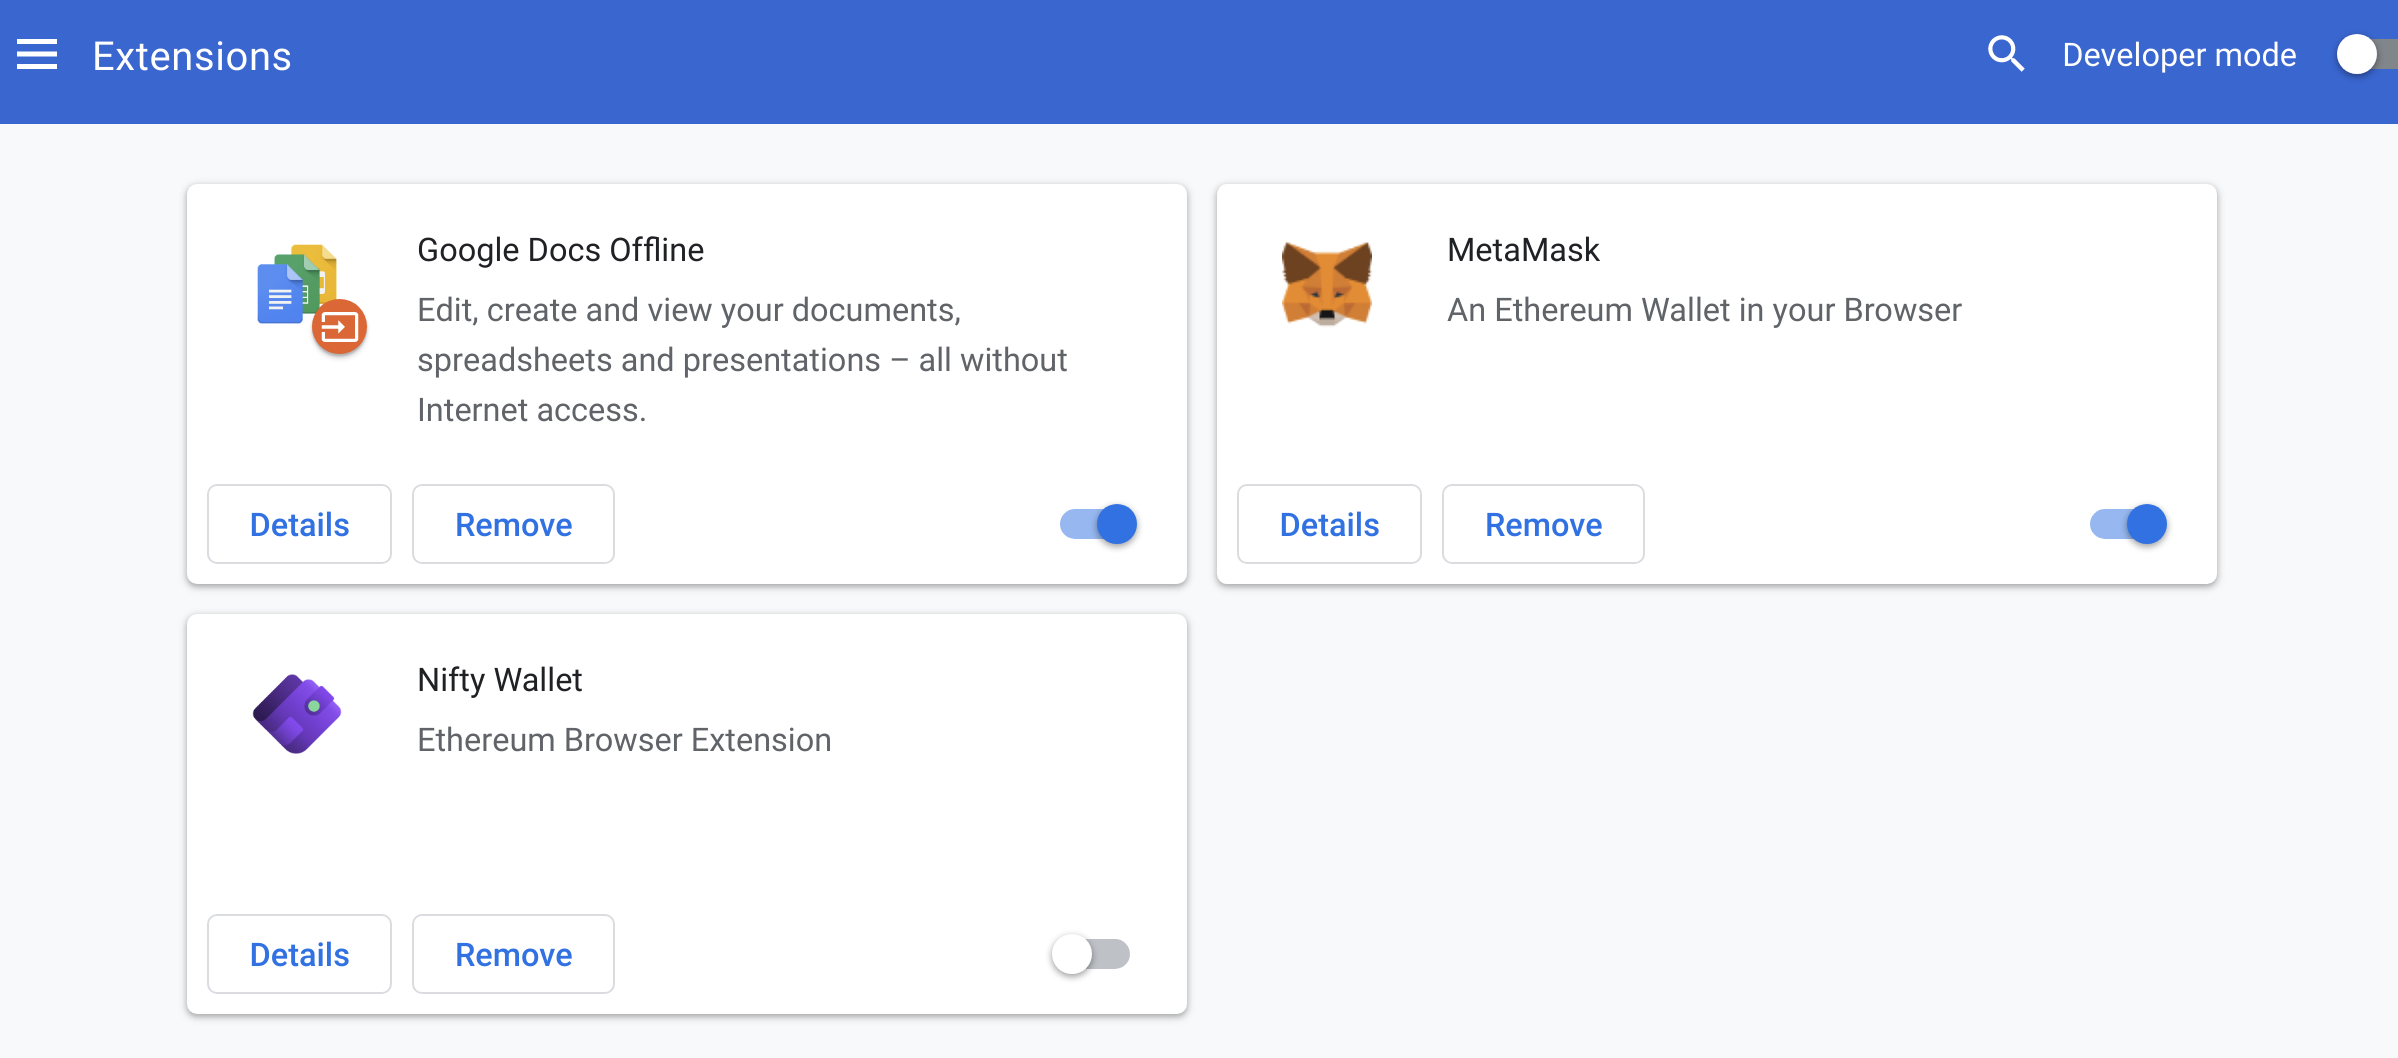 Extensions
Developer mode
Google Docs Offline
Edit, create and view your documents,
spreadsheets and presentations – all without
Internet access.
Details
Remove
MetaMask
An Ethereum Wallet in your Browser
Details
Remove
Nifty Wallet
Ethereum Browser Extension
Details
Remove